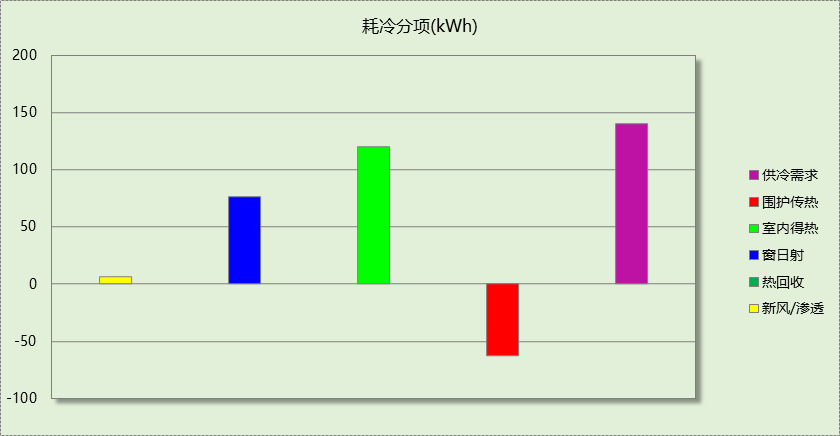 耗冷分项(kWh)
200
150
100
50
0
-50
-100
供冷需求
围护传热
室内得热
窗日射
热回收
新风/渗透